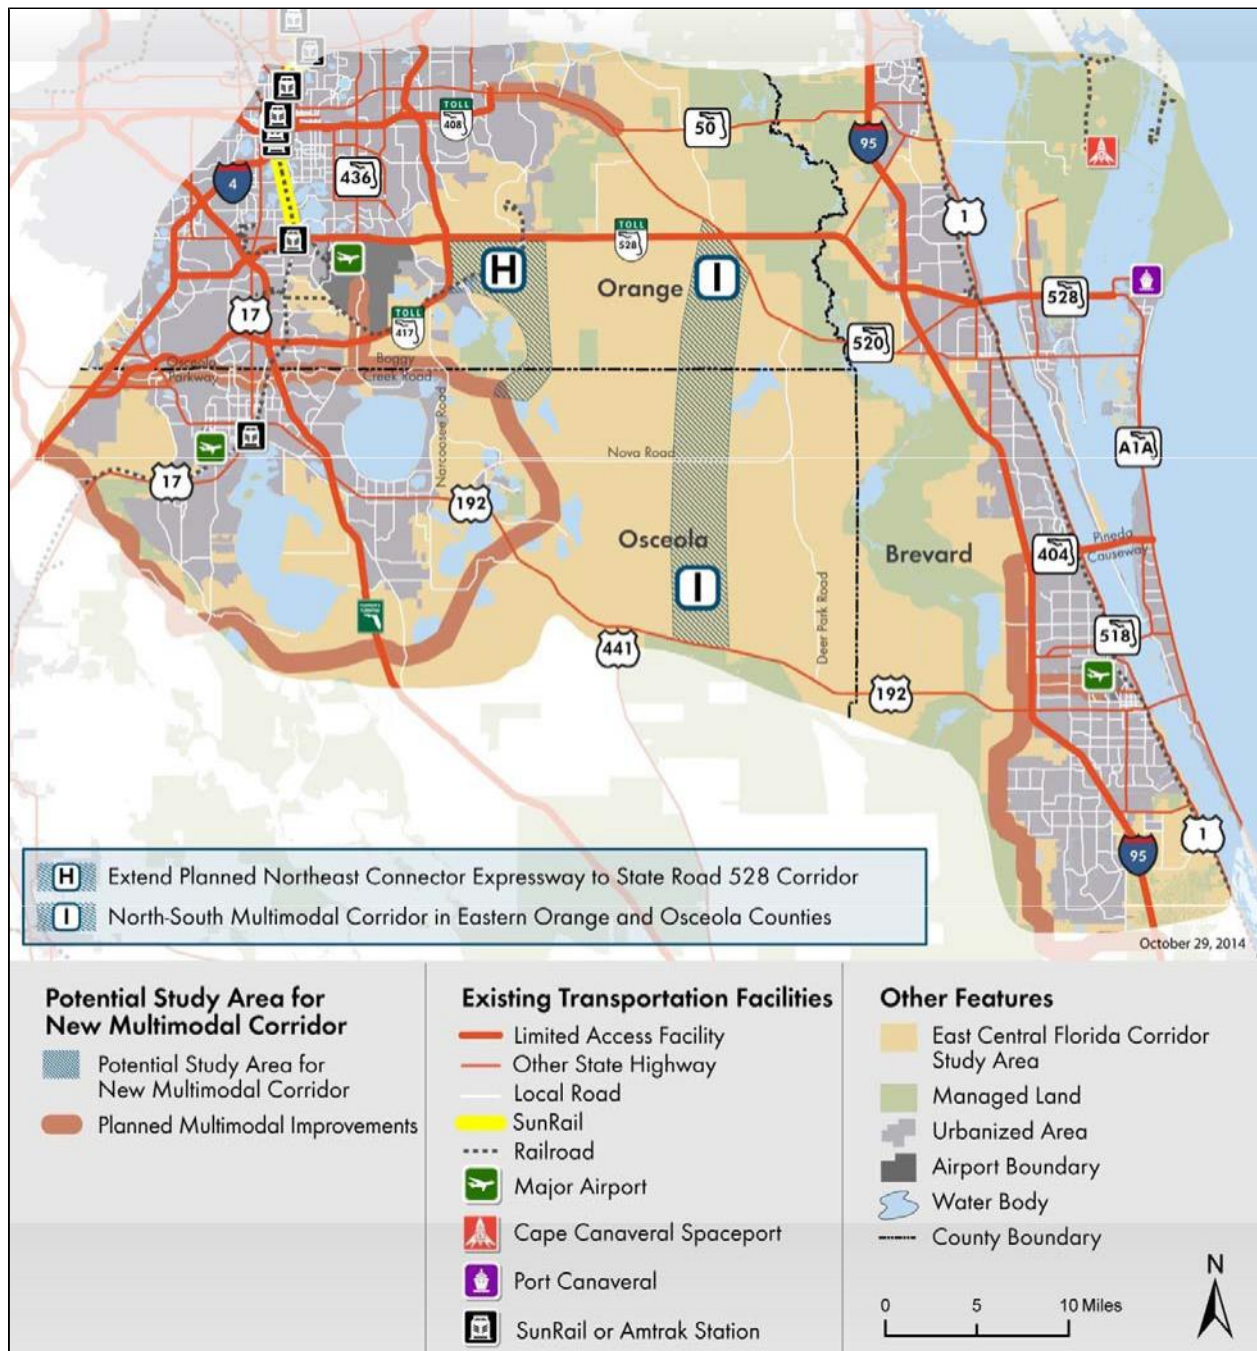 TOLL
408
50
95
4
436
1
TOLL
528
H
I
Orange
528
17
TOLL
417
520
Osceola
Parkway
Boggy
Creek Road
Narcoossee Road
Nova Road
A1A
17
192
Osceola
Brevard
404
Pineda
Causeway
I
Deer Park Road
441
518
192
1
95
H Extend Planned Northeast Connector Expressway to State Road 528 Corridor
I North-South Multimodal Corridor in Eastern Orange and Osceola Counties
October 29, 2014
Potential Study Area for
New Multimodal Corridor
Potential Study Area for
New Multimodal Corridor
Planned Multimodal Improvements
Existing Transportation Facilities
Limited Access Facility
Other State Highway
Local Road
SunRail
Railroad
Major Airport
Cape Canaveral Spaceport
Port Canaveral
SunRail or Amtrak Station
Other Features
East Central Florida Corridor
Study Area
Managed Land
Urbanized Area
Airport Boundary
Water Body
County Boundary
N
0 5 10 Miles